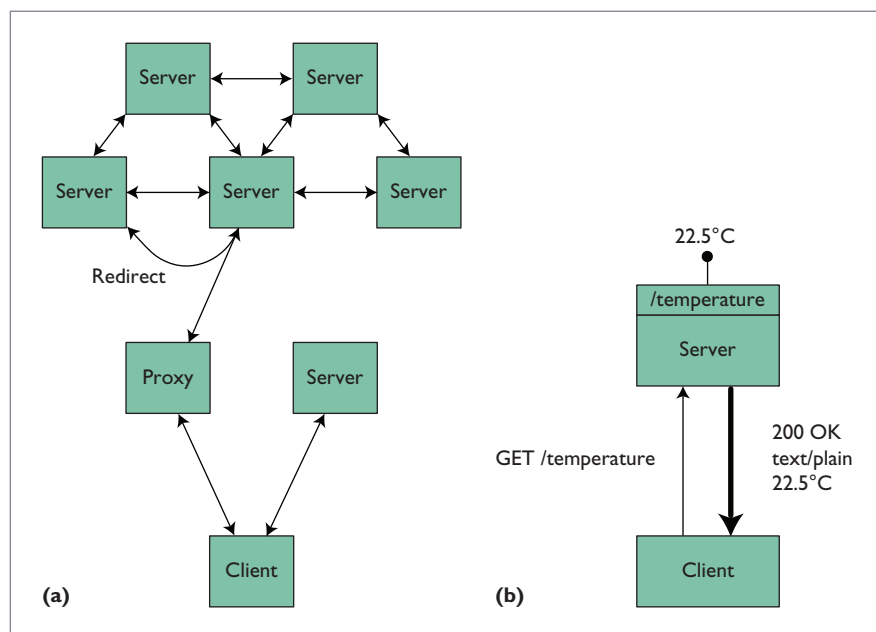 Server
Server
Server
Server
Server
Redirect
Proxy
Server
Client
(a)
22.5°C
/temperature
Server
GET /temperature
200 OK
text/plain
22.5°C
Client
(b)